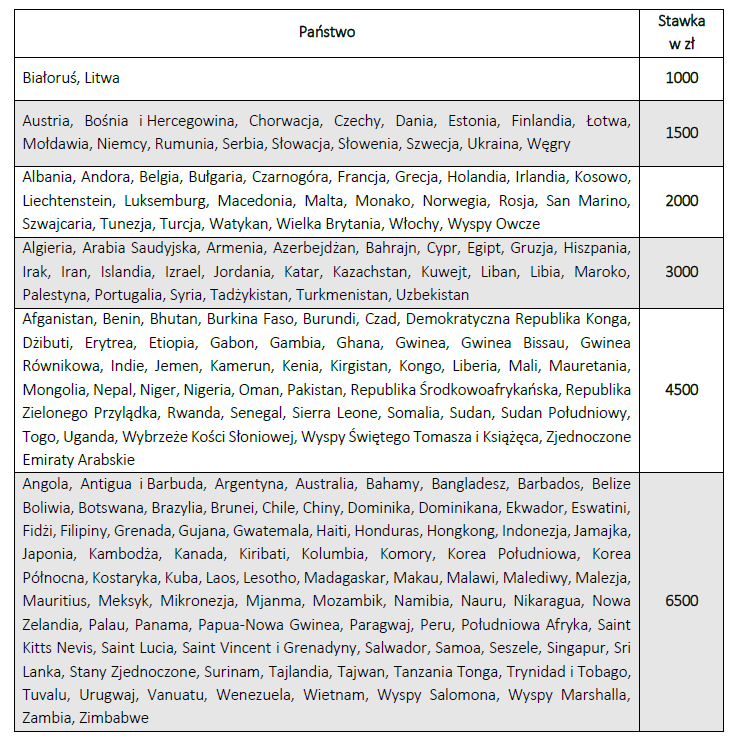 Państwo
Stawka
w zł
Białoruś, Litwa
1000
Austria, Bośnia i Hercegowina, Chorwacja, Czechy, Dania, Estonia, Finlandia, Łotwa,
Mołdawia, Niemcy, Rumunia, Serbia, Słowacja, Słowenia, Szwecja, Ukraina, Węgry
1500
Albania, Andora, Belgia, Bułgaria, Czarnogóra, Francja, Grecja, Holandia, Irlandia, Kosowo,
Liechtenstein, Luksemburg, Macedonia, Malta, Monako, Norwegia, Rosja, San Marino,
Szwajcaria, Tunezja, Turcja, Watykan, Wielka Brytania, Włochy, Wyspy Owcze
2000
Algieria, Arabia Saudyjska, Armenia, Azerbejdżan, Bahrajn, Cypr, Egipt, Gruzja, Hiszpania,
Irak, Iran, Islandia, Izrael, Jordania, Katar, Kazachstan, Kuwejt, Liban, Libia, Maroko,
Palestyna, Portugalia, Syria, Tadżykistan, Turkmenistan, Uzbekistan
3000
Afganistan, Benin, Bhutan, Burkina Faso, Burundi, Czad, Demokratyczna Republika Konga,
Dżibuti, Erytrea, Etiopia, Gabon, Gambia, Ghana, Gwinea, Gwinea Bissau, Gwinea
Równikowa, Indie, Jemen, Kamerun, Kenia, Kirgistan, Kongo, Liberia, Mali, Mauretania,
Mongolia, Nepal, Niger, Nigeria, Oman, Pakistan, Republika Środkowoafrykańska, Republika
Zielonego Przylądka, Rwanda, Senegal, Sierra Leone, Somalia, Sudan, Sudan Południowy,
Togo, Uganda, Wybrzeże Kości Słoniowej, Wyspy Świętego Tomasza i Książęca, Zjednoczone
Emiraty Arabskie
4500
Angola, Antigua i Barbuda, Argentyna, Australia, Bahamy, Bangladesz, Barbados, Belize
Boliwia, Botswana, Brazylia, Brunei, Chile, Chiny, Dominika, Dominikana, Ekwador, Eswatini,
Fidżi, Filipiny, Grenada, Gujana, Gwatemala, Haiti, Honduras, Hongkong, Indonezja, Jamajka,
Japonia, Kambodża, Kanada, Kiribati, Kolumbia, Komory, Korea Południowa, Korea
Północna, Kostaryka, Kuba, Laos, Lesotho, Madagaskar, Makau, Malawi, Malediwy, Malezja,
Mauritius, Meksyk, Mikronezja, Mjanma, Mozambik, Namibia, Nauru, Nikaragua, Nowa
Zelandia, Palau, Panama, Papua-Nowa Gwinea, Paragwaj, Peru, Południowa Afryka, Saint
Kitts Nevis, Saint Lucia, Saint Vincent i Grenadyny, Salwador, Samoa, Seszele, Singapur, Sri
Lanka, Stany Zjednoczone, Surinam, Tajlandia, Tajwan, Tanzania Tonga, Trynidad i Tobago,
Tuvalu, Urugwaj, Vanuatu, Wenezuela, Wietnam, Wyspy Salomona, Wyspy Marshalla,
Zambia, Zimbabwe
6500